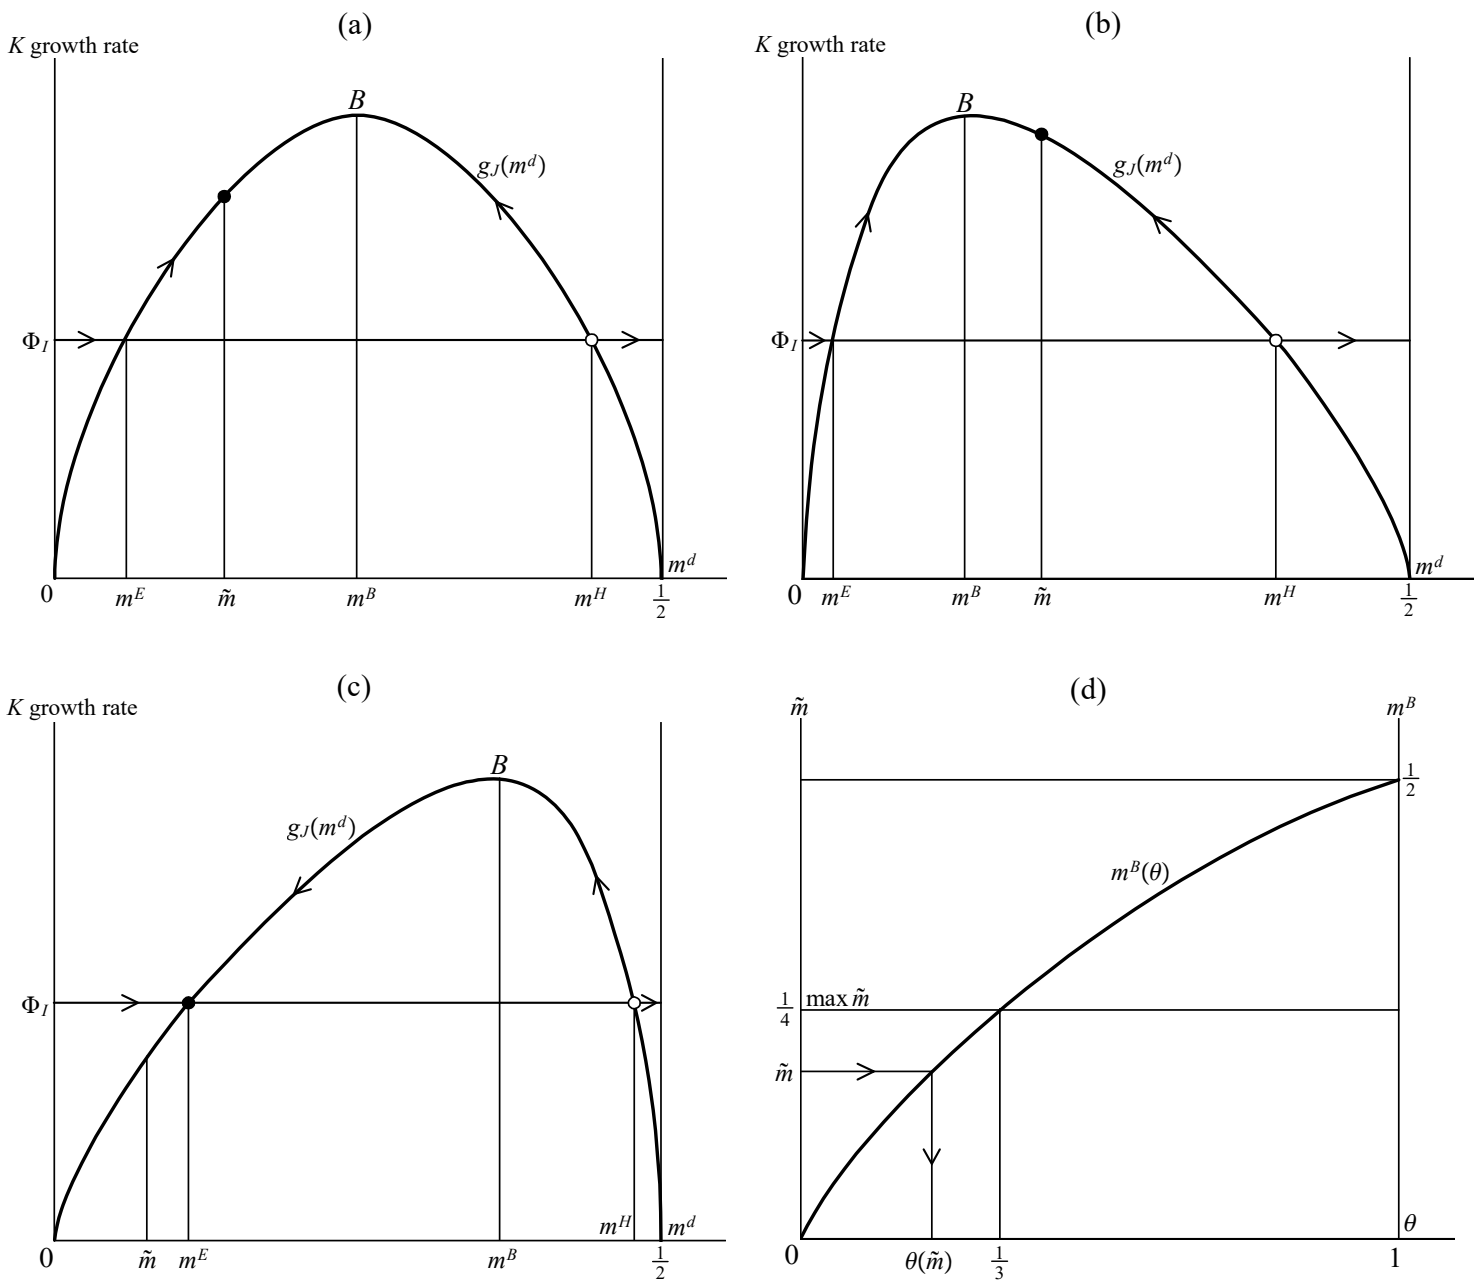 (a)
K growth rate
B
g_J(m^d)
Φ_I
m^d
0 m^E m̃ m^B m^H 1/2
(b)
K growth rate
B
g_J(m^d)
Φ_I
m^d
0 m^E m^B m̃ m^H 1/2
(c)
K growth rate
B
g_J(m^d)
Φ_I
m^H m^d
0 m̃ m^E m^B 1/2
(d)
m̃ m^B
1/2
m^B(θ)
1/4 max m̃
m̃
θ
0 θ(m̃) 1/3 1